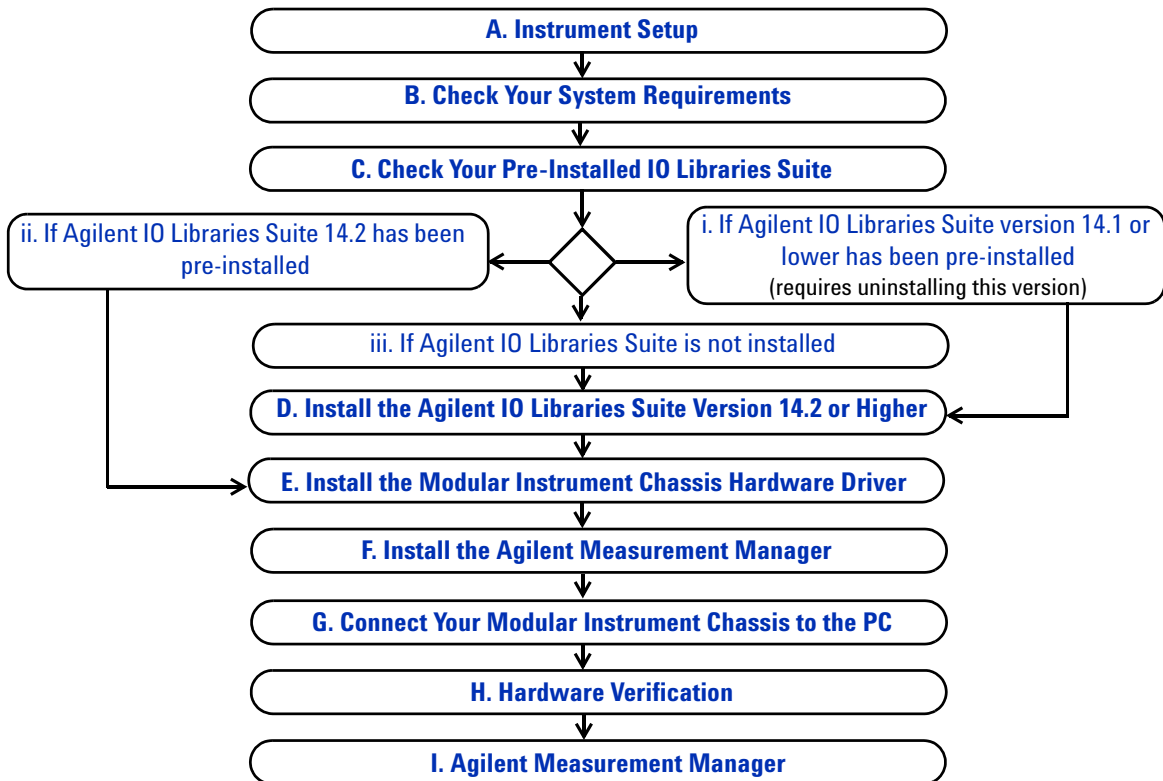 A. Instrument Setup
B. Check Your System Requirements
C. Check Your Pre-Installed IO Libraries Suite
ii. If Agilent IO Libraries Suite 14.2 has been
pre-installed
i. If Agilent IO Libraries Suite version 14.1 or
lower has been pre-installed
(requires uninstalling this version)
iii. If Agilent IO Libraries Suite is not installed
D. Install the Agilent IO Libraries Suite Version 14.2 or Higher
E. Install the Modular Instrument Chassis Hardware Driver
F. Install the Agilent Measurement Manager
G. Connect Your Modular Instrument Chassis to the PC
H. Hardware Verification
I. Agilent Measurement Manager